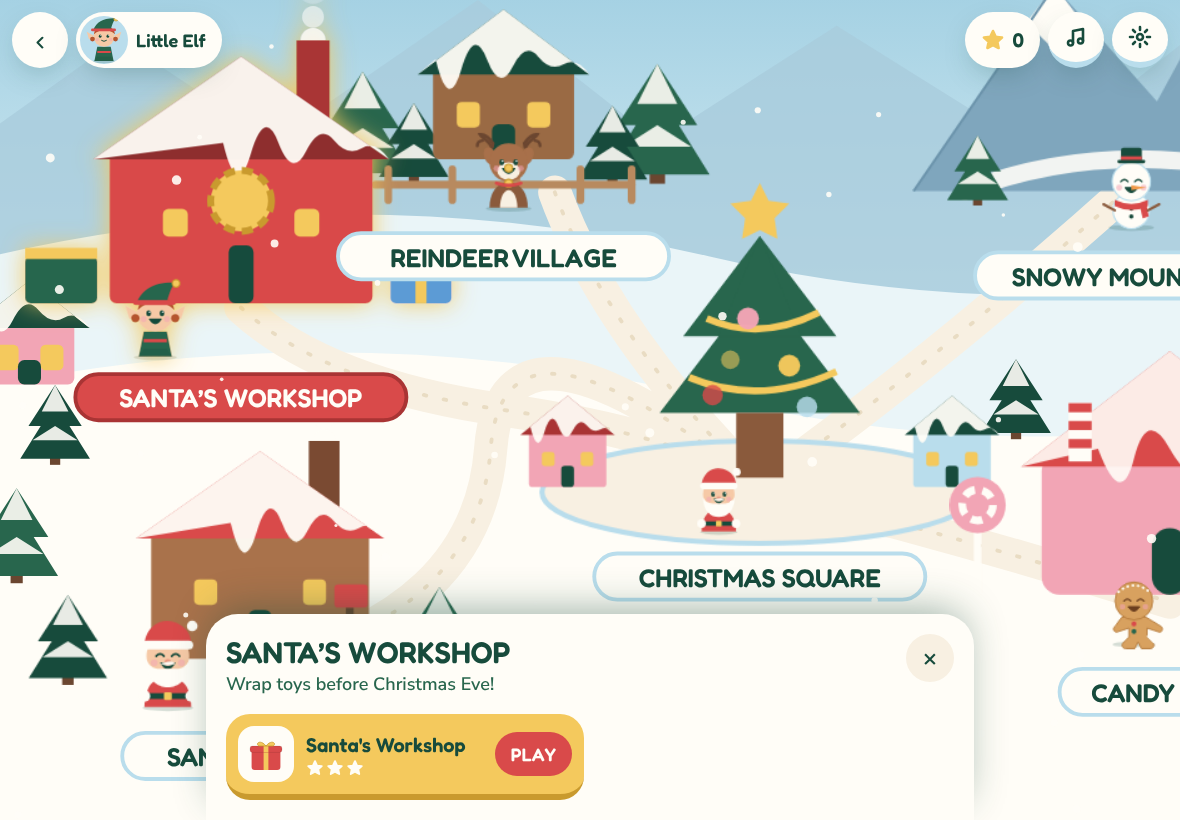 Little Elf
0
REINDEER VILLAGE
SNOWY MOUN
SANTA'S WORKSHOP
CHRISTMAS SQUARE
CANDY
SAN
SANTA'S WORKSHOP
Wrap toys before Christmas Eve!
Santa's Workshop
PLAY